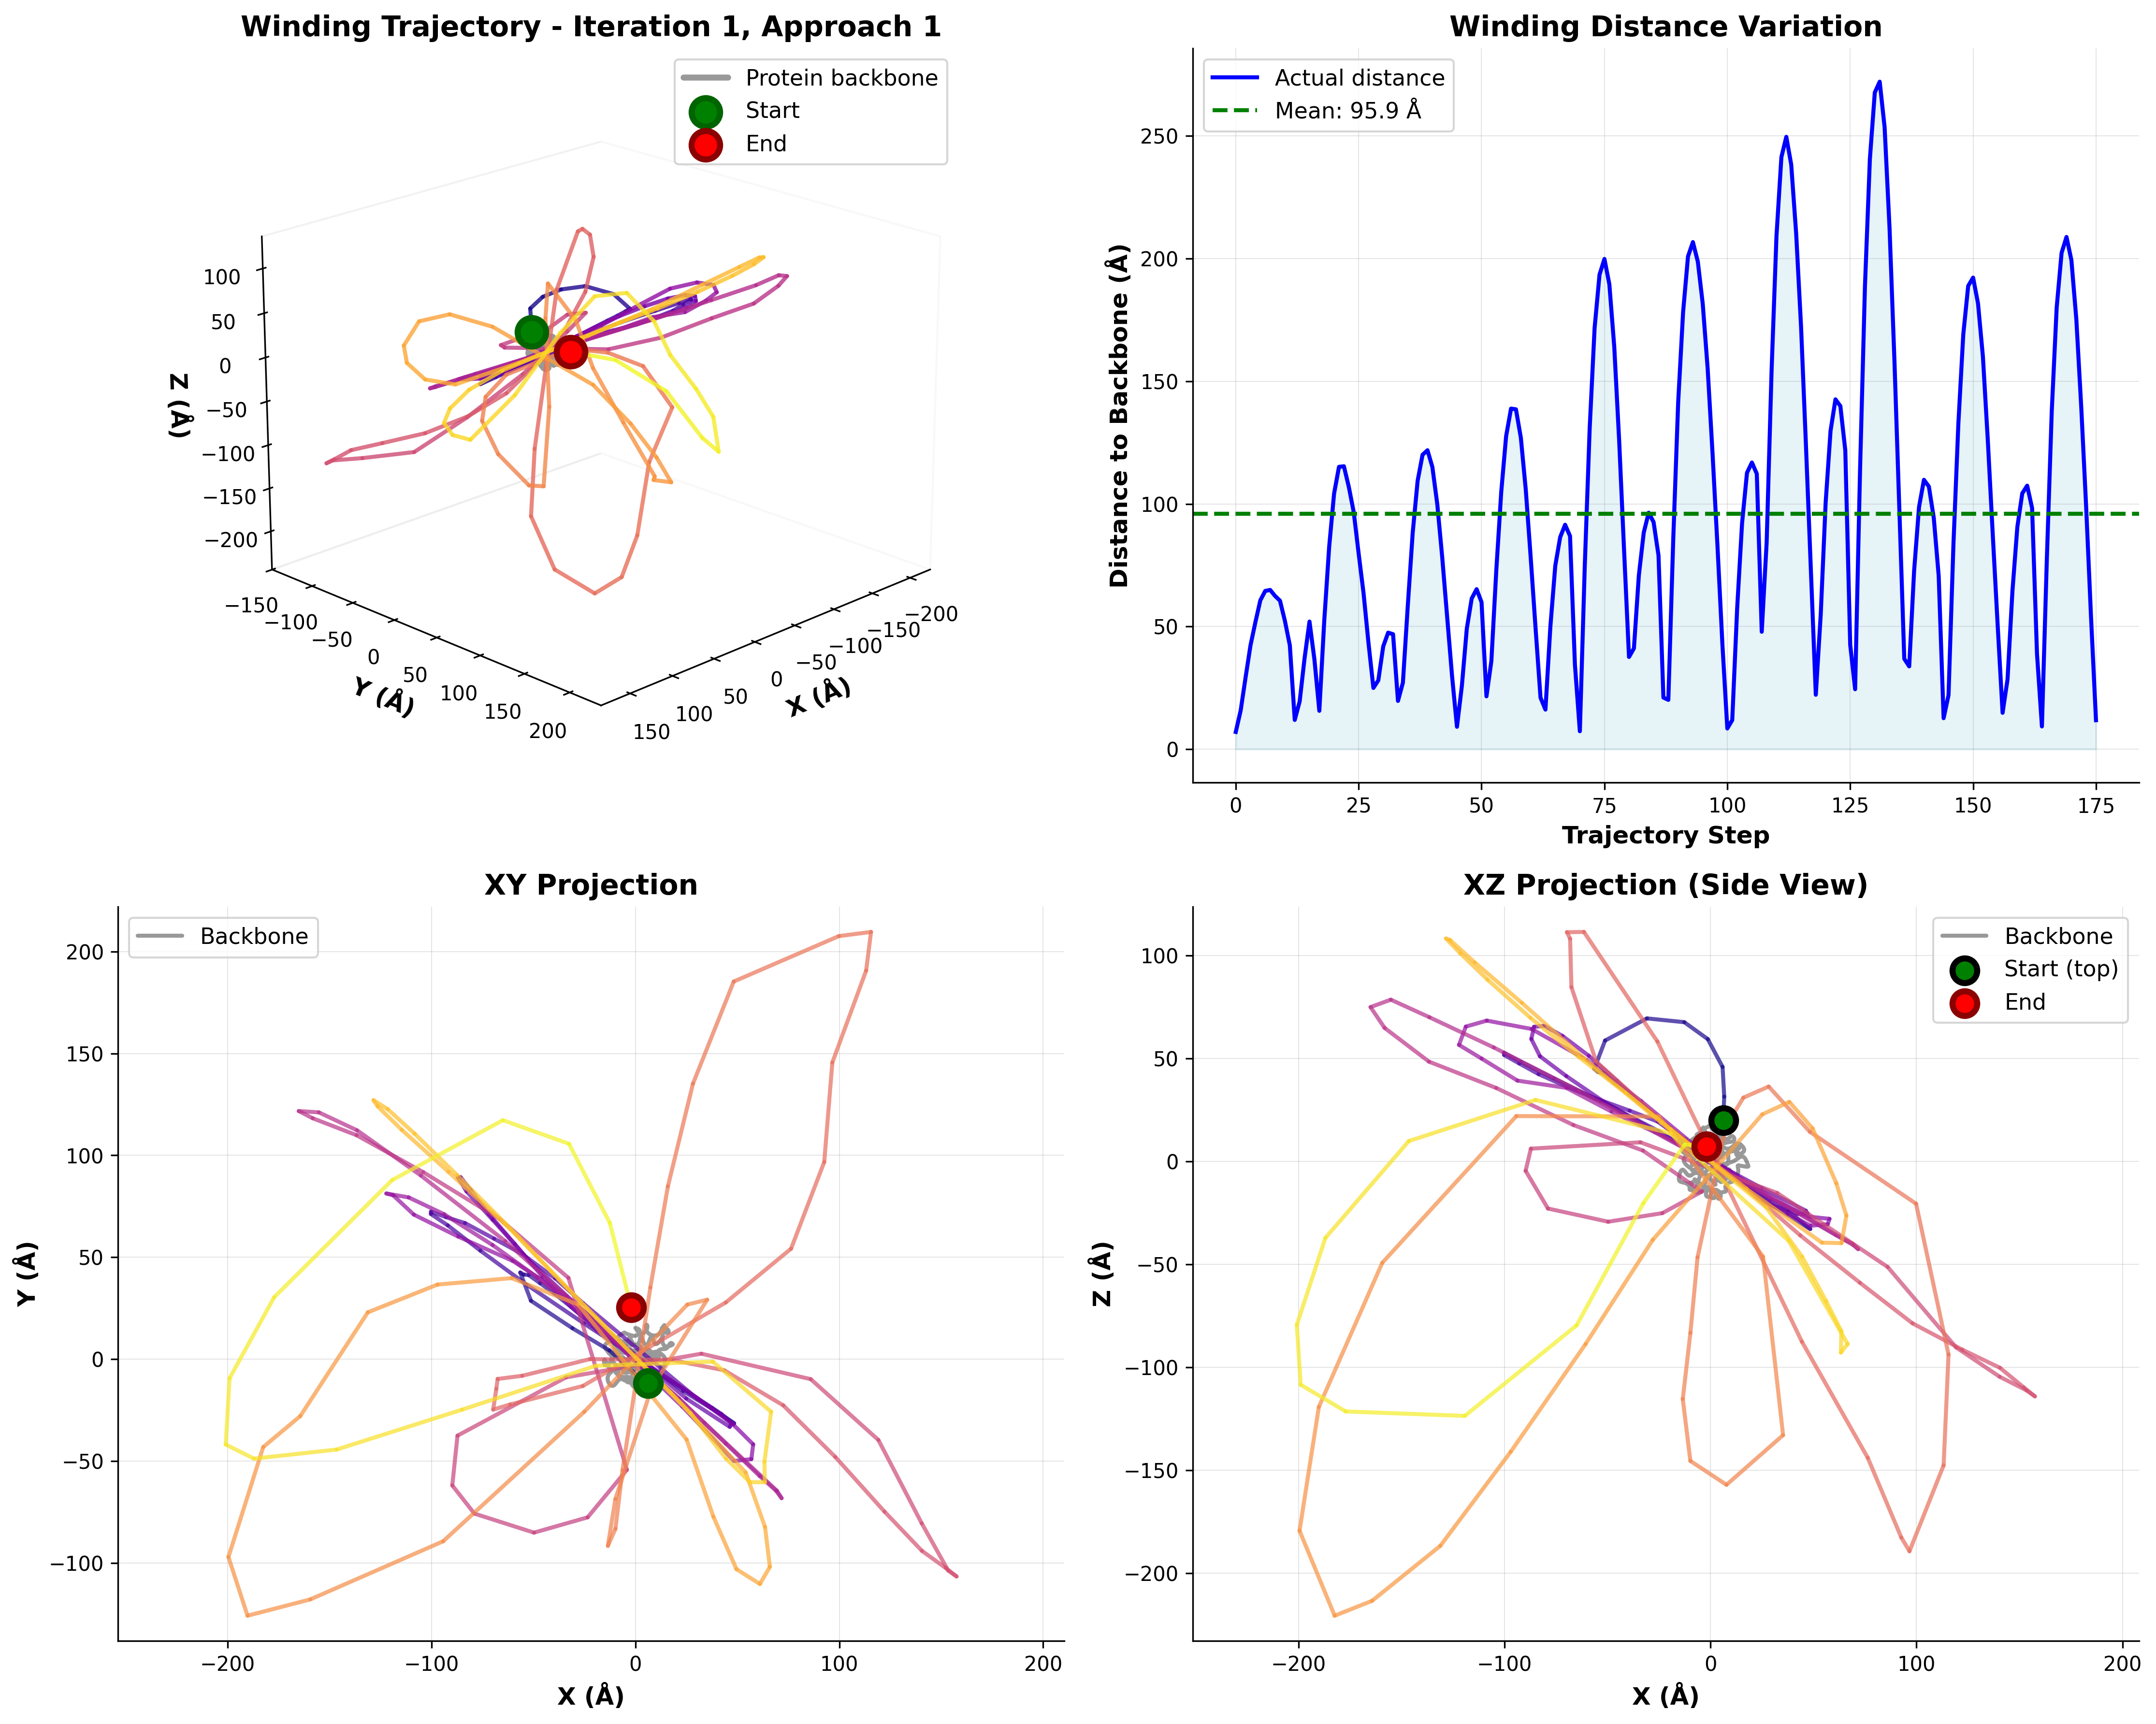 Winding Trajectory - Iteration 1, Approach 1
Protein backbone
Start
End
100
50
0
−50
−100
−150
−200
Z (Å)
−150
−100
−50
0
50
100
150
200
Y (Å)
150
100
50
0
−50
−100
−150
−200
X (Å)
Winding Distance Variation
Actual distance
Mean: 95.9 Å
250
200
150
100
50
0
Distance to Backbone (Å)
0 25 50 75 100 125 150 175
Trajectory Step
XY Projection
Backbone
200
150
100
50
0
−50
−100
Y (Å)
−200 −100 0 100 200
X (Å)
XZ Projection (Side View)
Backbone
Start (top)
End
100
50
0
−50
−100
−150
−200
Z (Å)
−200 −100 0 100 200
X (Å)